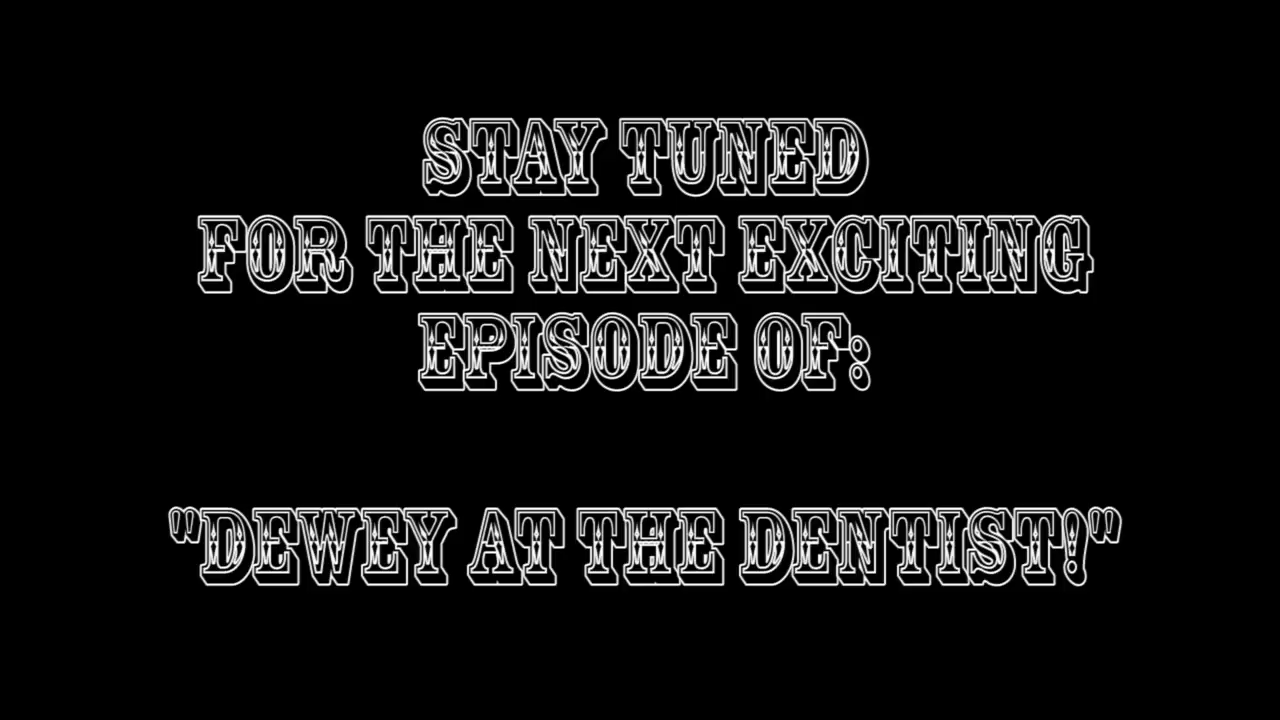 STAY TUNED
FOR THE NEXT EXCITING
EPISODE OF:
"DEWEY AT THE DENTIST!"